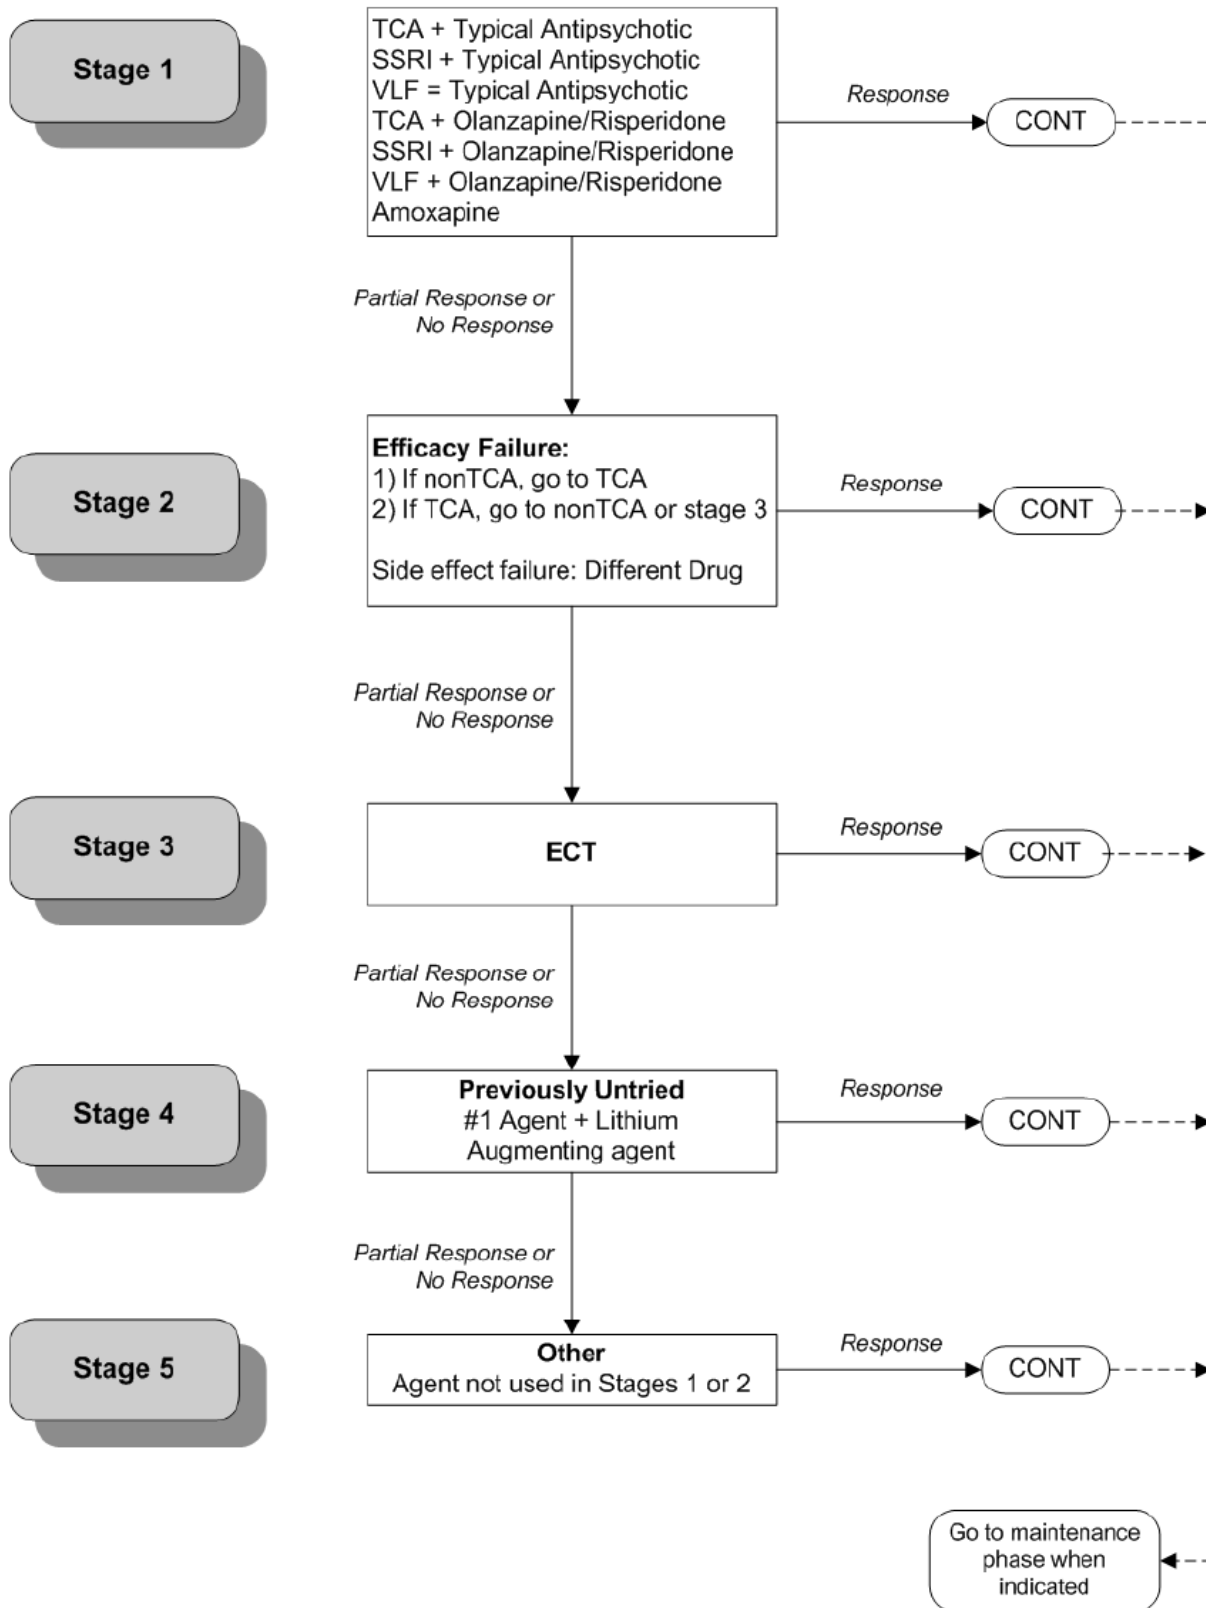 Stage 1
TCA + Typical Antipsychotic
SSRI + Typical Antipsychotic
VLF = Typical Antipsychotic
TCA + Olanzapine/Risperidone
SSRI + Olanzapine/Risperidone
VLF + Olanzapine/Risperidone
Amoxapine
Response
CONT
Partial Response or
No Response
Stage 2
Efficacy Failure:
1) If nonTCA, go to TCA
2) If TCA, go to nonTCA or stage 3
Side effect failure: Different Drug
Response
CONT
Partial Response or
No Response
Stage 3
ECT
Response
CONT
Partial Response or
No Response
Stage 4
Previously Untried
#1 Agent + Lithium
Augmenting agent
Response
CONT
Partial Response or
No Response
Stage 5
Other
Agent not used in Stages 1 or 2
Response
CONT
Go to maintenance
phase when
indicated